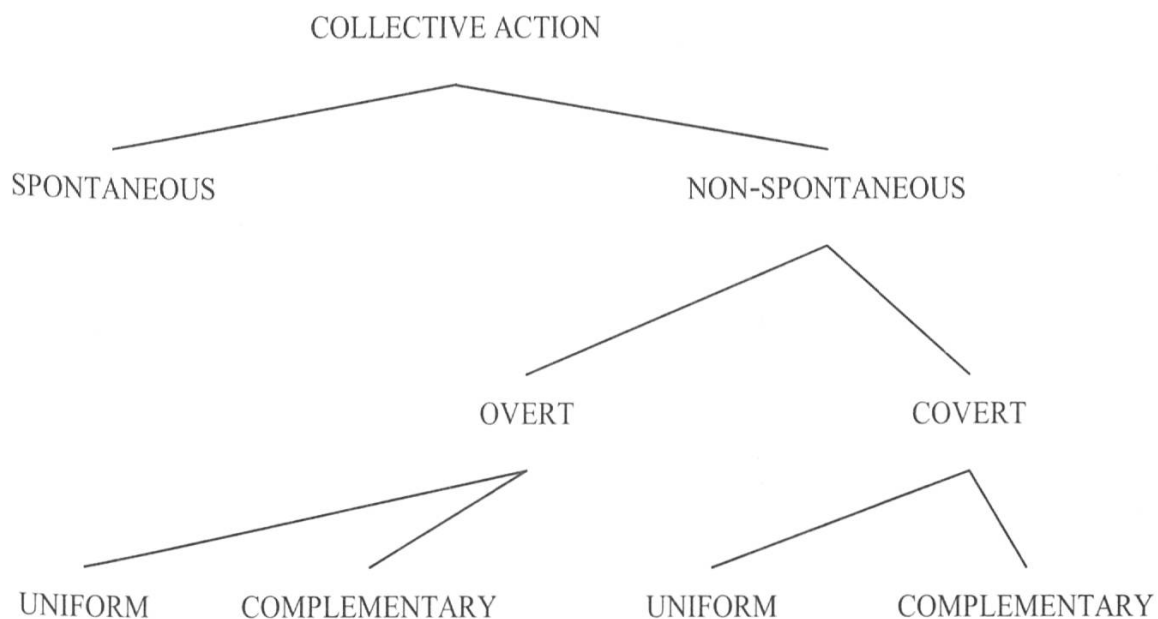 COLLECTIVE ACTION
SPONTANEOUS NON-SPONTANEOUS
OVERT COVERT
UNIFORM COMPLEMENTARY UNIFORM COMPLEMENTARY